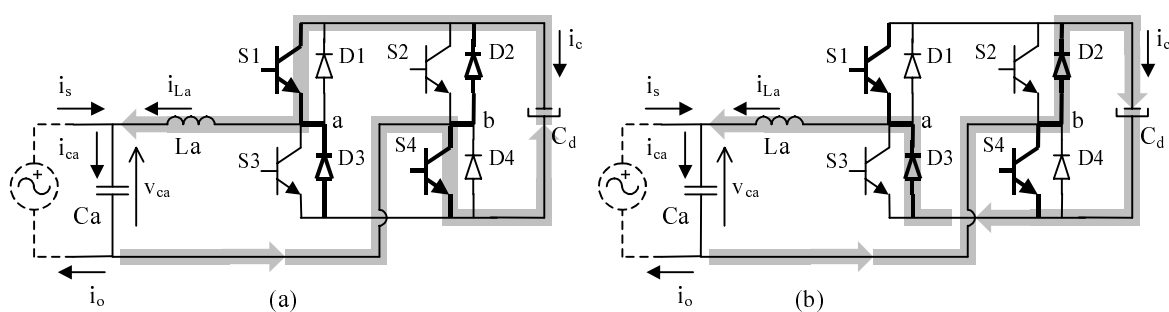 S1
D1
S2
D2
i_c
i_s
i_La
a
b
C_d
i_ca
La
S3
D3
S4
D4
v_ca
Ca
i_o
(a)
S1
D1
S2
D2
i_c
i_s
i_La
a
b
C_d
i_ca
La
S3
D3
S4
D4
v_ca
Ca
i_o
(b)